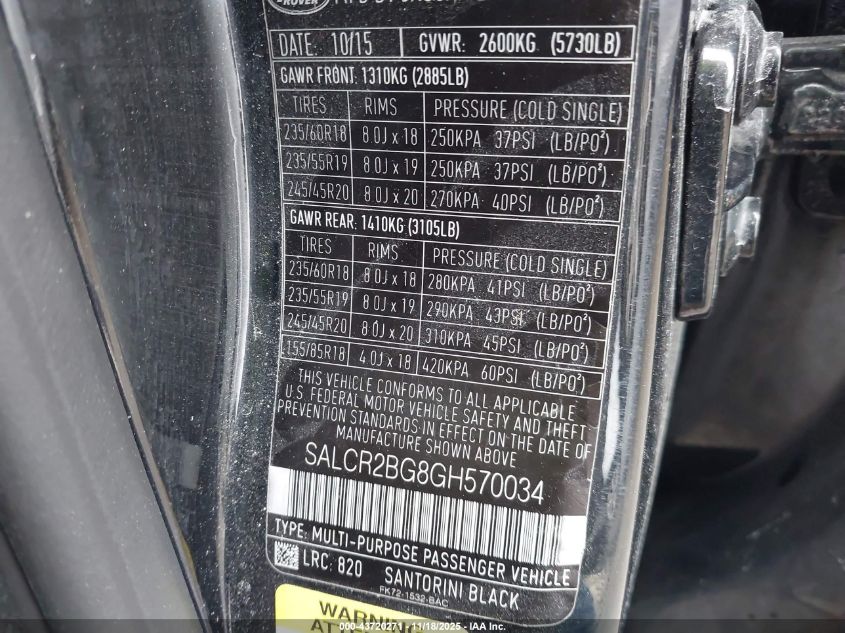 ROVER
DATE: 10/15 GVWR: 2600KG (5730LB)
GAWR FRONT: 1310KG (2885LB)
TIRES RIMS PRESSURE (COLD SINGLE)
235/60R18 8.0J x 18 250KPA 37PSI (LB/PO²)
235/55R19 8.0J x 19 250KPA 37PSI (LB/PO²)
245/45R20 8.0J x 20 270KPA 40PSI (LB/PO²)
GAWR REAR: 1410KG (3105LB)
TIRES RIMS PRESSURE (COLD SINGLE)
235/60R18 8.0J x 18 280KPA 41PSI (LB/PO²)
235/55R19 8.0J x 19 290KPA 43PSI (LB/PO²)
245/45R20 8.0J x 20 310KPA 45PSI (LB/PO²)
155/85R18 4.0J x 18 420KPA 60PSI (LB/PO²)
THIS VEHICLE CONFORMS TO ALL APPLICABLE
U.S. FEDERAL MOTOR VEHICLE SAFETY AND THEFT
PREVENTION STANDARDS IN EFFECT ON THE DATE OF
MANUFACTURE SHOWN ABOVE
SALCR2BG8GH570034
TYPE: MULTI-PURPOSE PASSENGER VEHICLE
LRC: 820 SANTORINI BLACK
FK72-1532-BAC
WARNING
000-43720271 - 11/18/2025 - IAA, LLC